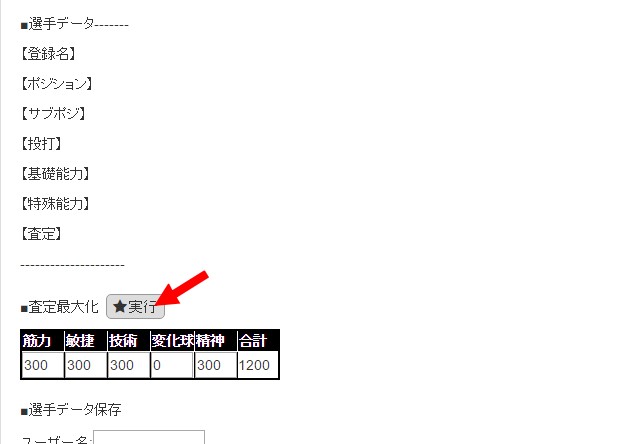 ■選手データ-------
【登録名】
【ポジション】
【サブポジ】
【投打】
【基礎能力】
【特殊能力】
【査定】
---------------------
■査定最大化 ★実行
筋力 敏捷 技術 変化球 精神 合計
300 300 300 0 300 1200
■選手データ保存
ユーザー名: